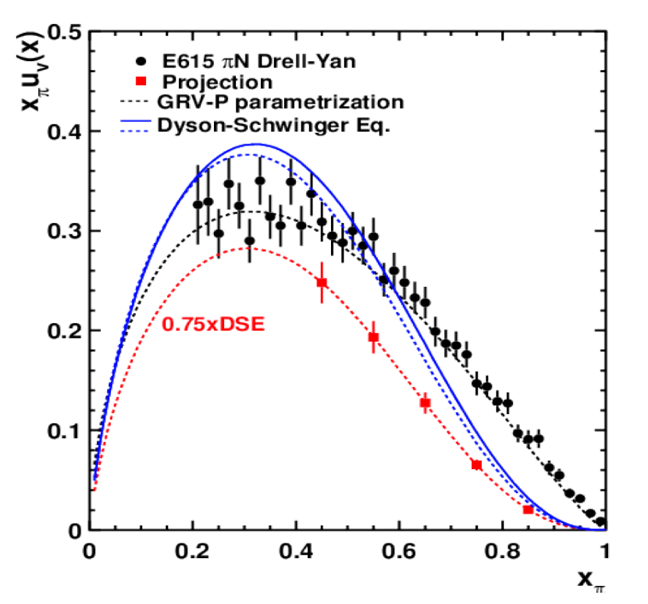 0.5
0.4
0.3
0.2
0.1
0
x_π u_v(x)
E615 πN Drell-Yan
Projection
GRV-P parametrization
Dyson-Schwinger Eq.
0.75xDSE
0 0.2 0.4 0.6 0.8 1
x_π